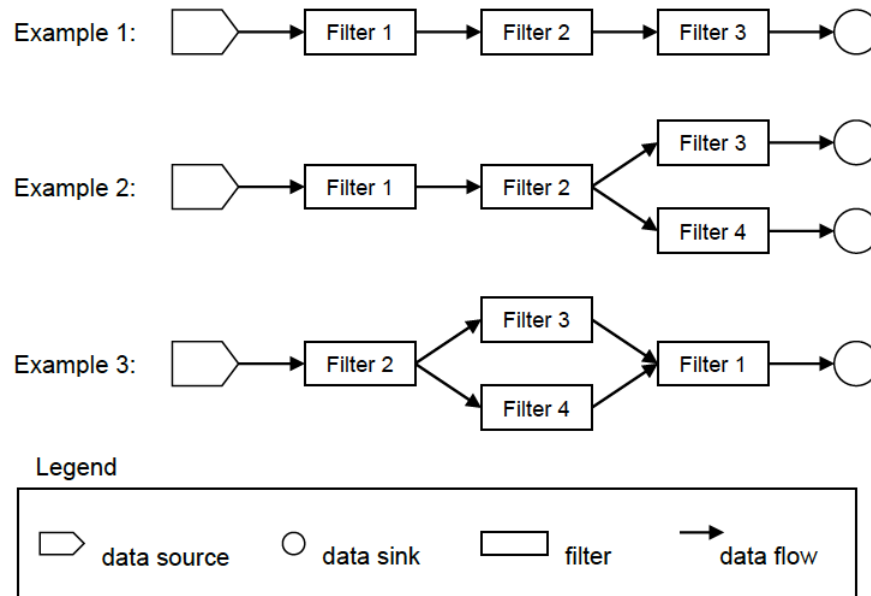 Example 1:
Filter 1
Filter 2
Filter 3
Example 2:
Filter 1
Filter 2
Filter 3
Filter 4
Example 3:
Filter 2
Filter 3
Filter 4
Filter 1
Legend
data source
data sink
filter
data flow